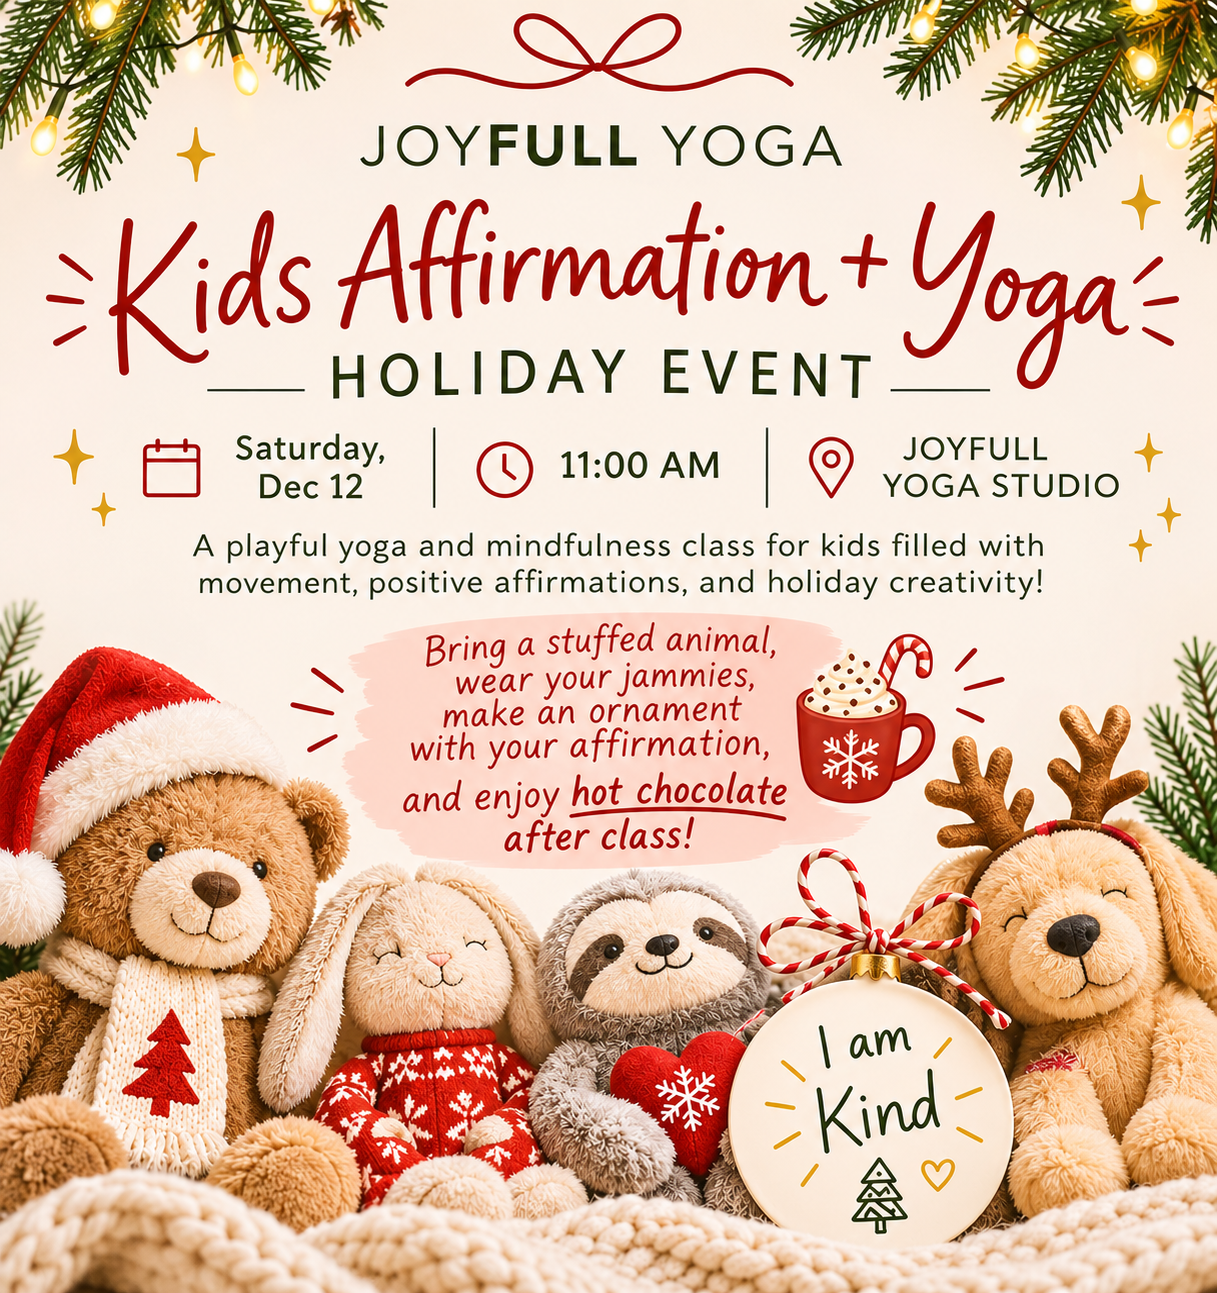 JOYFULL YOGA
Kids Affirmation + Yoga
HOLIDAY EVENT
Saturday,
Dec 12
11:00 AM
JOYFULL
YOGA STUDIO
A playful yoga and mindfulness class for kids filled with
movement, positive affirmations, and holiday creativity!
Bring a stuffed animal,
wear your jammies,
make an ornament
with your affirmation,
and enjoy hot chocolate
after class!
I am
Kind